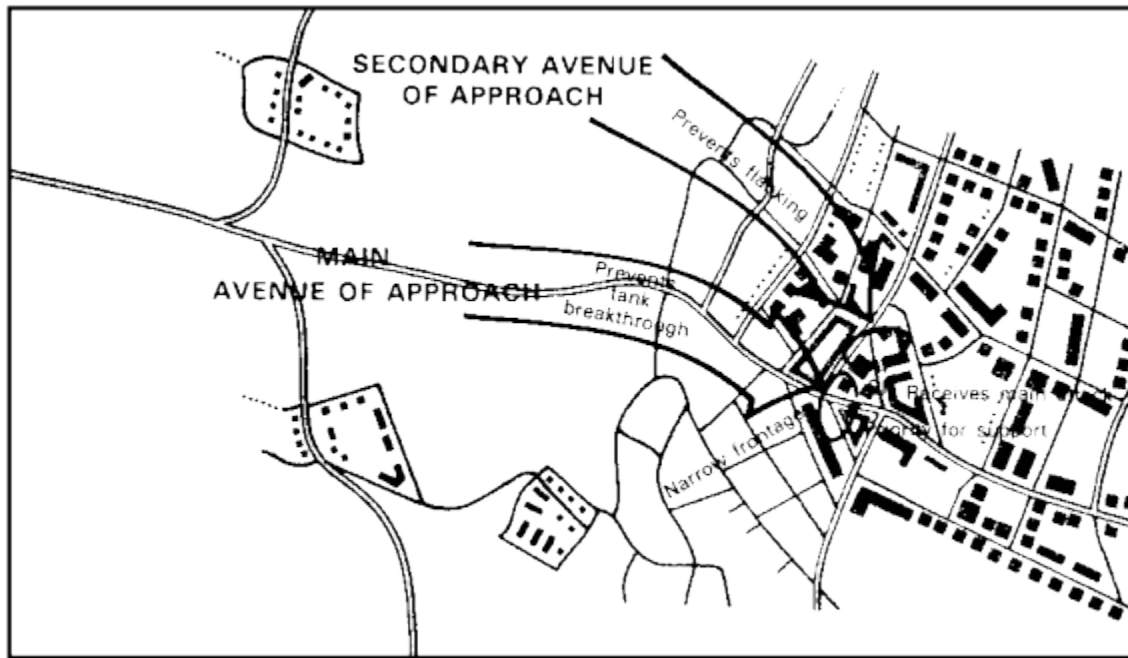 SECONDARY AVENUE
OF APPROACH
Prevents flanking
MAIN
AVENUE OF APPROACH
Prevents
tank
breakthrough
Receives main
for support
Narrow frontage